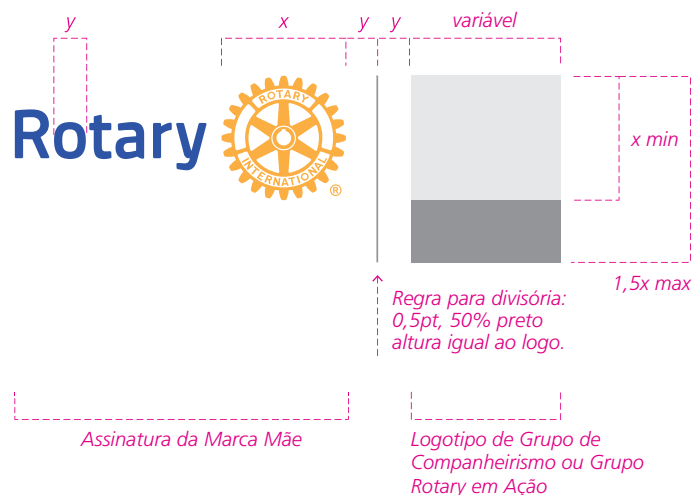 y
x
y
y
variável
Rotary
ROTARY
INTERNATIONAL
®
x min
1,5x max
Regra para divisória:
0,5pt, 50% preto
altura igual ao logo.
Assinatura da Marca Mãe
Logotipo de Grupo de
Companheirismo ou Grupo
Rotary em Ação